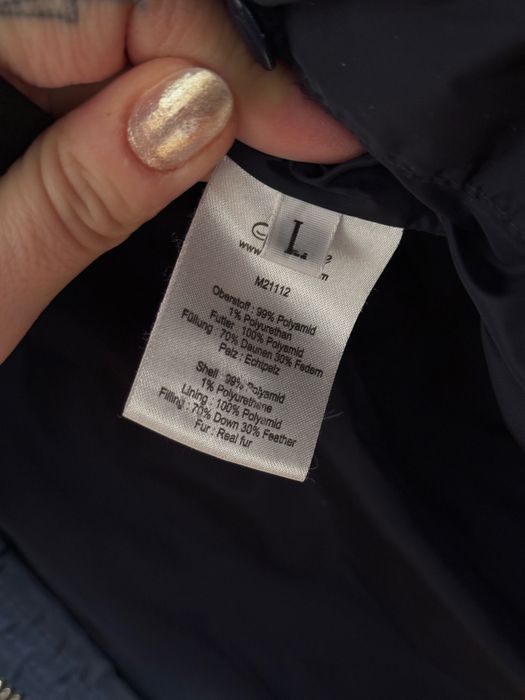 L
www
m
M21112
Oberstoff : 99% Polyamid
1% Polyurethan
Futter : 100% Polyamid
Füllung : 70% Daunen 30% Federn
Pelz : Echtpelz
Shell : 99% Polyamid
1% Polyurethane
Lining : 100% Polyamid
Filling : 70% Down 30% Feather
Fur : Real fur